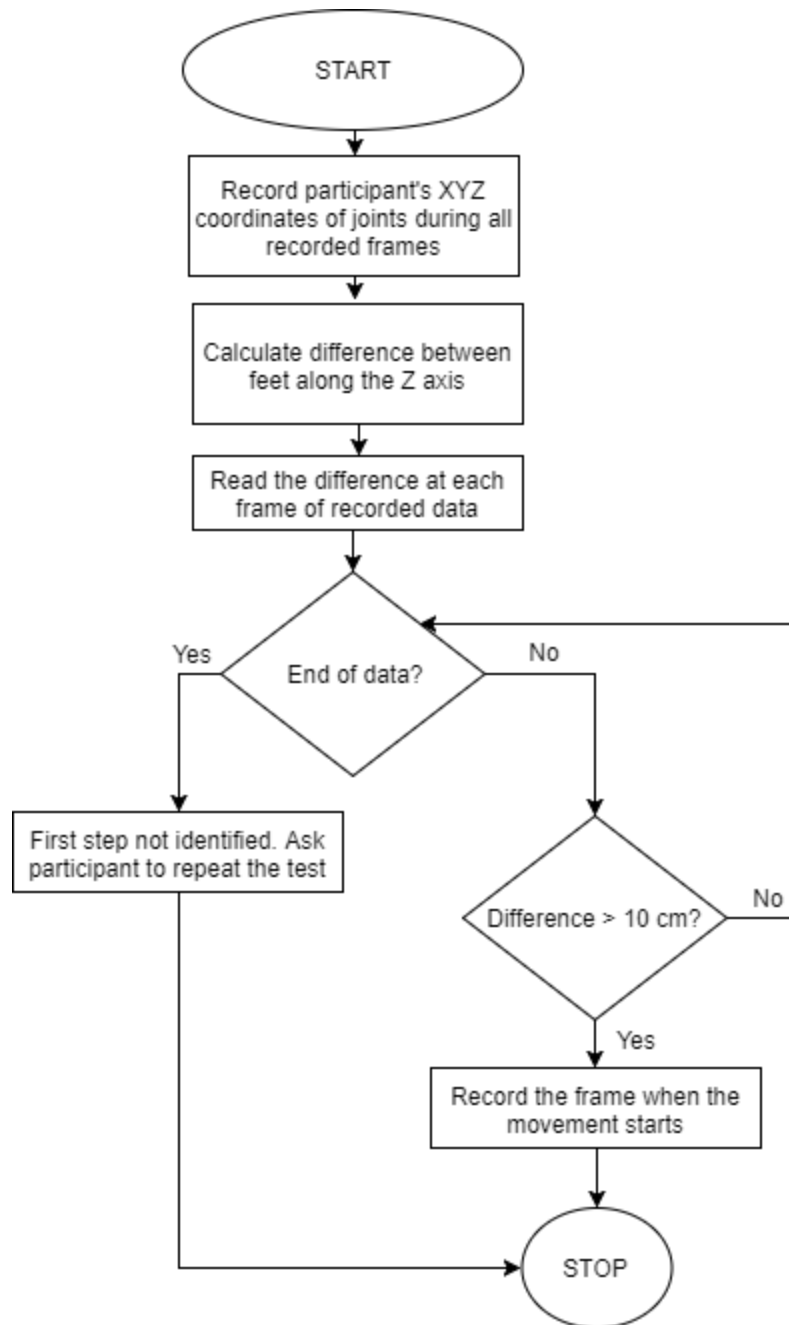 START
Record participant's XYZ
coordinates of joints during all
recorded frames
Calculate difference between
feet along the Z axis
Read the difference at each
frame of recorded data
Yes
End of data?
No
First step not identified. Ask
participant to repeat the test
Difference > 10 cm?
No
Yes
Record the frame when the
movement starts
STOP